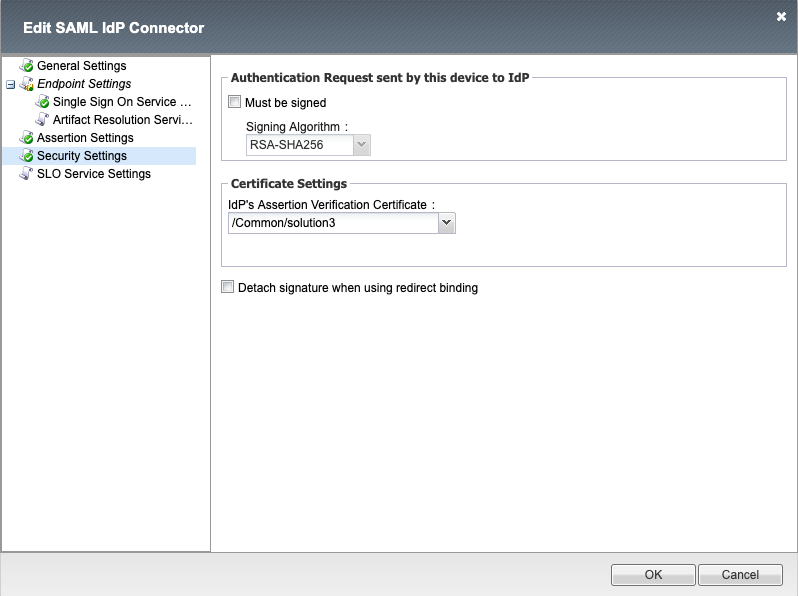 Edit SAML IdP Connector
General Settings
Endpoint Settings
Single Sign On Service ...
Artifact Resolution Servi...
Assertion Settings
Security Settings
SLO Service Settings
Authentication Request sent by this device to IdP
Must be signed
Signing Algorithm :
RSA-SHA256
Certificate Settings
IdP's Assertion Verification Certificate :
/Common/solution3
Detach signature when using redirect binding
OK Cancel